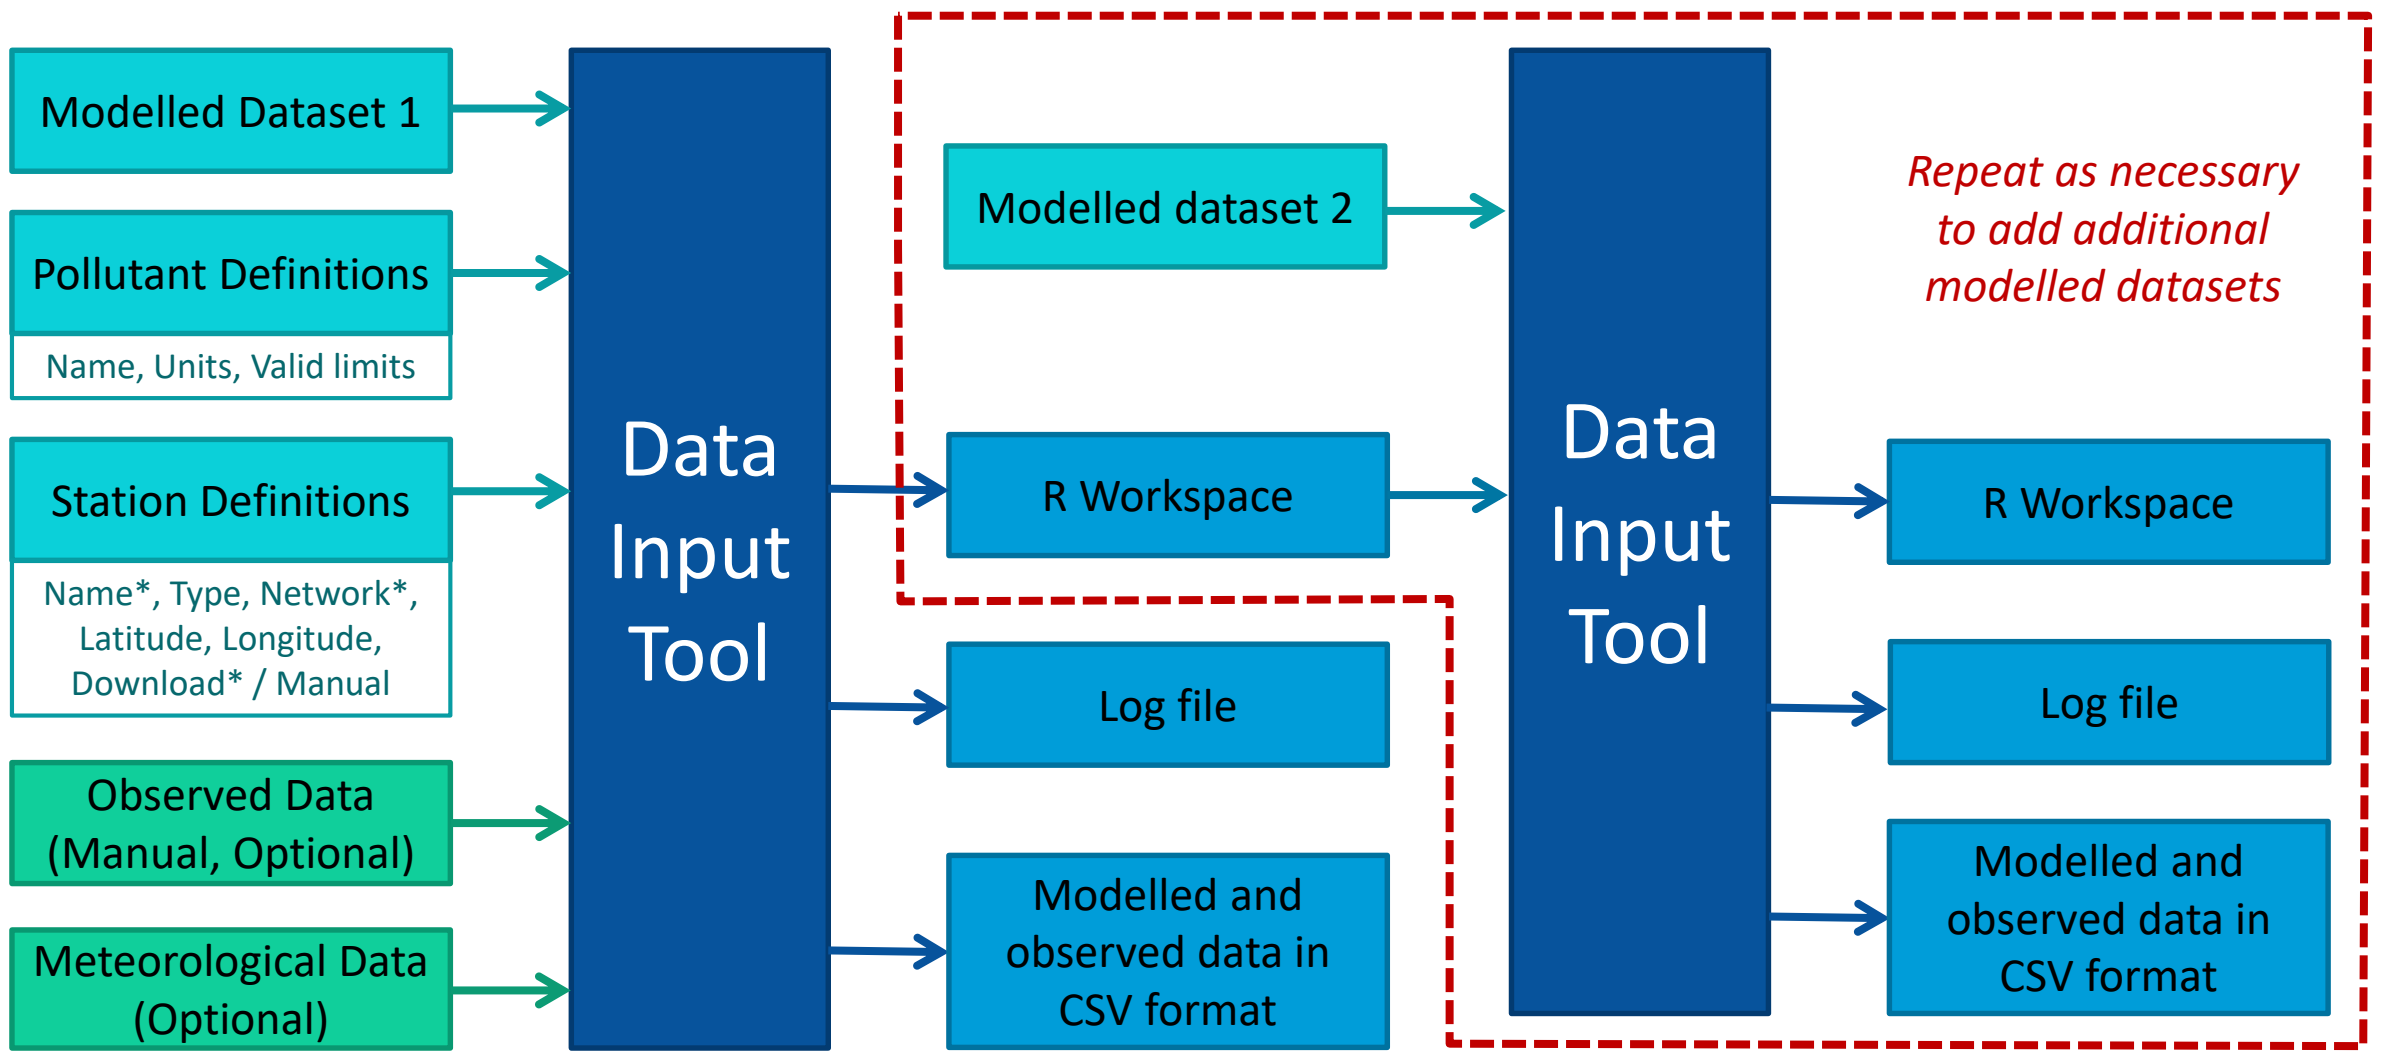 Modelled Dataset 1
Pollutant Definitions
Name, Units, Valid limits
Station Definitions
Name*, Type, Network*,
Latitude, Longitude,
Download* / Manual
Observed Data
(Manual, Optional)
Meteorological Data
(Optional)
Data
Input
Tool
Modelled dataset 2
R Workspace
Log file
Modelled and
observed data in
CSV format
Data
Input
Tool
Repeat as necessary
to add additional
modelled datasets
R Workspace
Log file
Modelled and
observed data in
CSV format